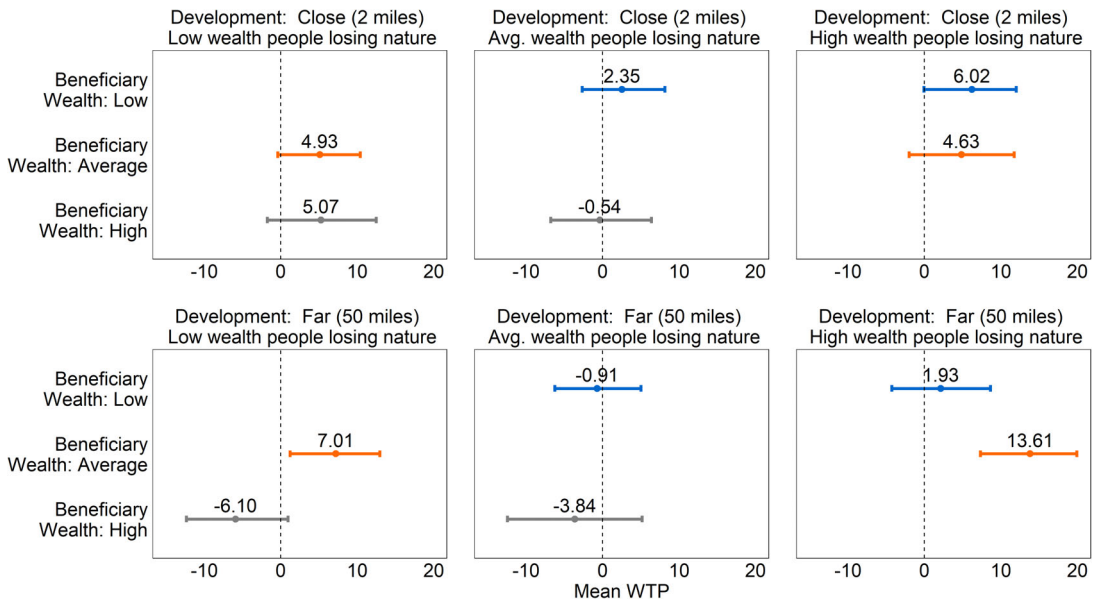 Development:  Close (2 miles)
Low wealth people losing nature
Development:  Close (2 miles)
Avg. wealth people losing nature
Development:  Close (2 miles)
High wealth people losing nature
Beneficiary
Wealth: Low
2.35
6.02
Beneficiary
Wealth: Average
4.93
4.63
Beneficiary
Wealth: High
5.07
-0.54
-10 0 10 20
-10 0 10 20
-10 0 10 20
Development:  Far (50 miles)
Low wealth people losing nature
Development:  Far (50 miles)
Avg. wealth people losing nature
Development:  Far (50 miles)
High wealth people losing nature
Beneficiary
Wealth: Low
-0.91
1.93
Beneficiary
Wealth: Average
7.01
13.61
Beneficiary
Wealth: High
-6.10
-3.84
-10 0 10 20
-10 0 10 20
-10 0 10 20
Mean WTP